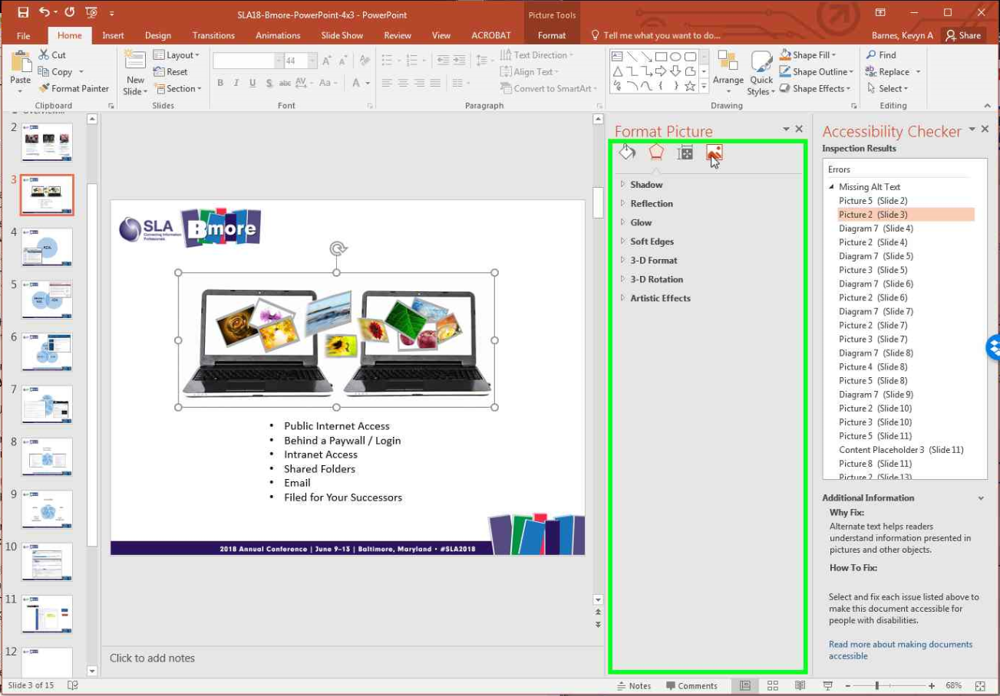 SLA18-Bmore-PowerPoint-4x3 - PowerPoint
Picture Tools
File Home Insert Design Transitions Animations Slide Show Review View ACROBAT Format Tell me what you want to do... Barnes, Kevyn A Share
Cut
Copy
Format Painter
Paste
Clipboard
New
Slide
Layout
Reset
Section
Slides
44
B I U S abc AV Aa A
Font
Text Direction
Align Text
Convert to SmartArt
Paragraph
Arrange
Quick
Styles
Shape Fill
Shape Outline
Shape Effects
Drawing
Find
Replace
Select
Editing
2
3
4
5
6
7
8
9
10
11
12
SLA
Connecting Information
Professionals
Bmore
• Public Internet Access
• Behind a Paywall / Login
• Intranet Access
• Shared Folders
• Email
• Filed for Your Successors
2018 Annual Conference | June 9-13 | Baltimore, Maryland • #SLA2018
Click to add notes
Format Picture
Shadow
Reflection
Glow
Soft Edges
3-D Format
3-D Rotation
Artistic Effects
Accessibility Checker
Inspection Results
Errors
Missing Alt Text
Picture 5 (Slide 2)
Picture 2 (Slide 3)
Diagram 7 (Slide 4)
Picture 2 (Slide 4)
Diagram 7 (Slide 5)
Picture 3 (Slide 5)
Diagram 7 (Slide 6)
Picture 2 (Slide 6)
Diagram 7 (Slide 7)
Picture 2 (Slide 7)
Picture 3 (Slide 7)
Diagram 7 (Slide 8)
Picture 4 (Slide 8)
Picture 5 (Slide 8)
Diagram 7 (Slide 9)
Picture 2 (Slide 10)
Picture 3 (Slide 10)
Picture 5 (Slide 11)
Content Placeholder 3 (Slide 11)
Picture 8 (Slide 11)
Picture 2 (Slide 13)
Additional Information
Why Fix:
Alternate text helps readers
understand information presented in
pictures and other objects.
How To Fix:
Select and fix each issue listed above to
make this document accessible for
people with disabilities.
Read more about making documents
accessible
Slide 3 of 15
Notes Comments 68%